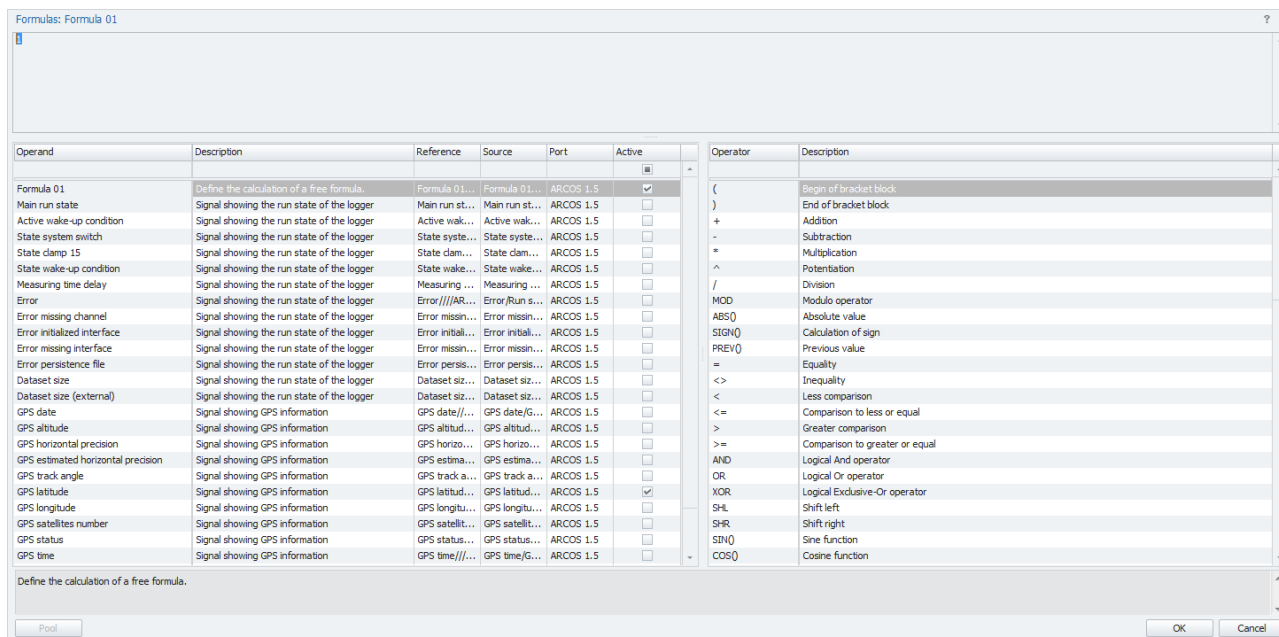 Formulas: Formula 01 ?
1
Operand Description Reference Source Port Active Operator Description
Formula 01 Define the calculation of a free formula. Formula 01... Formula 01... ARCOS 1.5 ( Begin of bracket block
Main run state Signal showing the run state of the logger Main run st... Main run st... ARCOS 1.5 ) End of bracket block
Active wake-up condition Signal showing the run state of the logger Active wak... Active wak... ARCOS 1.5 + Addition
State system switch Signal showing the run state of the logger State syste... State syste... ARCOS 1.5 - Subtraction
State clamp 15 Signal showing the run state of the logger State clam... State clam... ARCOS 1.5 * Multiplication
State wake-up condition Signal showing the run state of the logger State wake... State wake... ARCOS 1.5 ^ Potentiation
Measuring time delay Signal showing the run state of the logger Measuring ... Measuring ... ARCOS 1.5 / Division
Error Signal showing the run state of the logger Error////AR... Error/Run s... ARCOS 1.5 MOD Modulo operator
Error missing channel Signal showing the run state of the logger Error missin... Error missin... ARCOS 1.5 ABS() Absolute value
Error initialized interface Signal showing the run state of the logger Error initiali... Error initiali... ARCOS 1.5 SIGN() Calculation of sign
Error missing interface Signal showing the run state of the logger Error missin... Error missin... ARCOS 1.5 PREV() Previous value
Error persistence file Signal showing the run state of the logger Error persis... Error persis... ARCOS 1.5 = Equality
Dataset size Signal showing the run state of the logger Dataset siz... Dataset siz... ARCOS 1.5 <> Inequality
Dataset size (external) Signal showing the run state of the logger Dataset siz... Dataset siz... ARCOS 1.5 < Less comparison
GPS date Signal showing GPS information GPS date//... GPS date/G... ARCOS 1.5 <= Comparison to less or equal
GPS altitude Signal showing GPS information GPS altitud... GPS altitud... ARCOS 1.5 > Greater comparison
GPS horizontal precision Signal showing GPS information GPS horizo... GPS horizo... ARCOS 1.5 >= Comparison to greater or equal
GPS estimated horizontal precision Signal showing GPS information GPS estima... GPS estima... ARCOS 1.5 AND Logical And operator
GPS track angle Signal showing GPS information GPS track a... GPS track a... ARCOS 1.5 OR Logical Or operator
GPS latitude Signal showing GPS information GPS latitud... GPS latitud... ARCOS 1.5 XOR Logical Exclusive-Or operator
GPS longitude Signal showing GPS information GPS longitu... GPS longitu... ARCOS 1.5 SHL Shift left
GPS satellites number Signal showing GPS information GPS satellit... GPS satellit... ARCOS 1.5 SHR Shift right
GPS status Signal showing GPS information GPS status... GPS status... ARCOS 1.5 SIN() Sine function
GPS time Signal showing GPS information GPS time///... GPS time/G... ARCOS 1.5 COS() Cosine function
Define the calculation of a free formula.
Pool OK Cancel